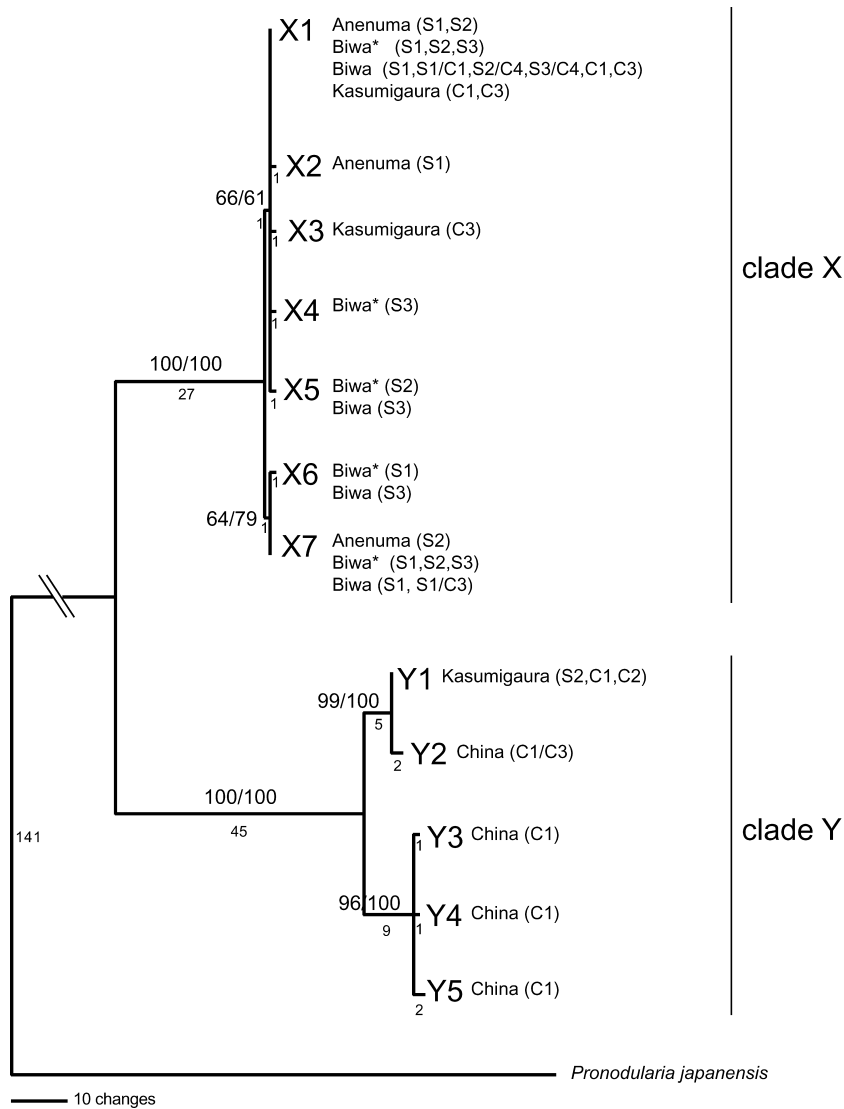 X1 Anenuma (S1,S2)
Biwa* (S1,S2,S3)
Biwa (S1,S1/C1,S2/C4,S3/C4,C1,C3)
Kasumigaura (C1,C3)
X2 Anenuma (S1)
1
66/61
1
X3 Kasumigaura (C3)
1
clade X
X4 Biwa* (S3)
1
100/100
27
X5 Biwa* (S2)
Biwa (S3)
1
X6 Biwa* (S1)
Biwa (S3)
1
64/79
1
X7 Anenuma (S2)
Biwa* (S1,S2,S3)
Biwa (S1, S1/C3)
Y1 Kasumigaura (S2,C1,C2)
99/100
5
Y2 China (C1/C3)
2
100/100
45
141
Y3 China (C1)
1
clade Y
96/100
9
Y4 China (C1)
1
Y5 China (C1)
2
Pronodularia japanensis
10 changes